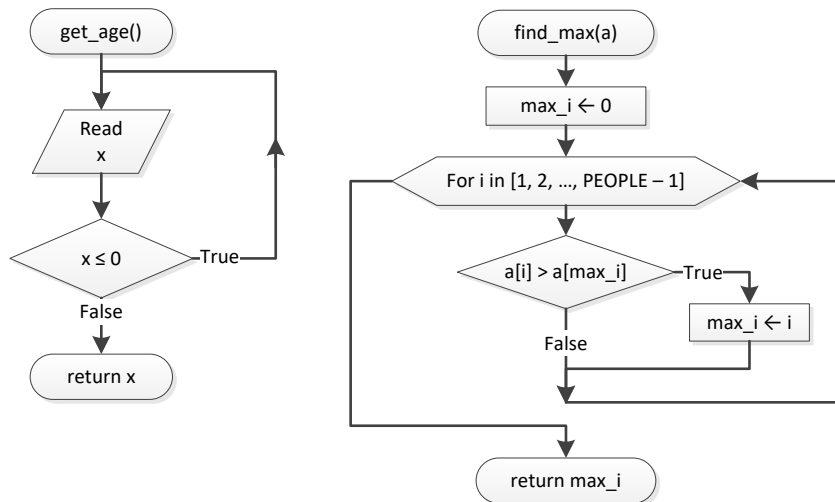 get_age()
Read
x
x ≤ 0
True
False
return x
find_max(a)
max_i ← 0
For i in [1, 2, ..., PEOPLE – 1]
a[i] > a[max_i]
True
max_i ← i
False
return max_i